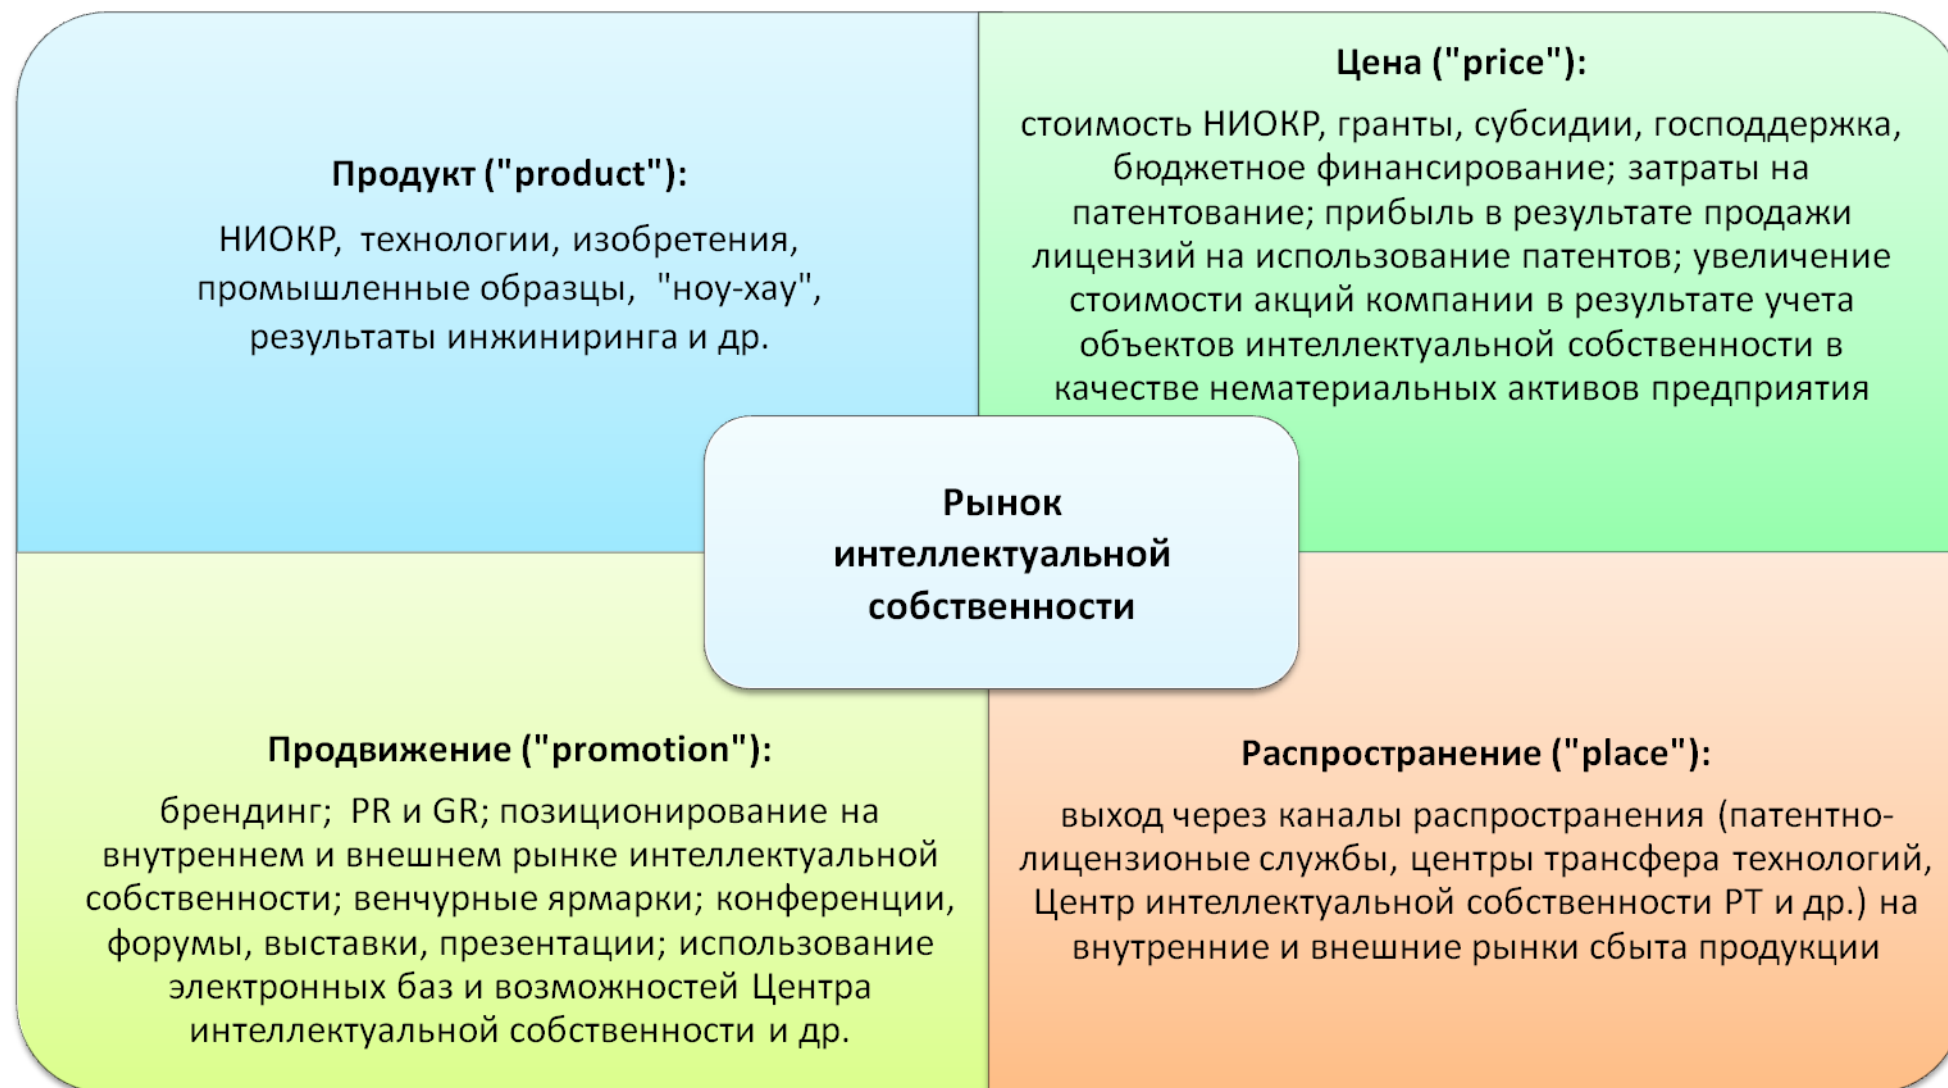 Продукт ("product"):
НИОКР, технологии, изобретения,
промышленные образцы, "ноу-хау",
результаты инжиниринга и др.
Цена ("price"):
стоимость НИОКР, гранты, субсидии, господдержка,
бюджетное финансирование; затраты на
патентование; прибыль в результате продажи
лицензий на использование патентов; увеличение
стоимости акций компании в результате учета
объектов интеллектуальной собственности в
качестве нематериальных активов предприятия
Рынок
интеллектуальной
собственности
Продвижение ("promotion"):
брендинг; PR и GR; позиционирование на
внутреннем и внешнем рынке интеллектуальной
собственности; венчурные ярмарки; конференции,
форумы, выставки, презентации; использование
электронных баз и возможностей Центра
интеллектуальной собственности и др.
Распространение ("place"):
выход через каналы распространения (патентно-
лицензионые службы, центры трансфера технологий,
Центр интеллектуальной собственности РТ и др.) на
внутренние и внешние рынки сбыта продукции